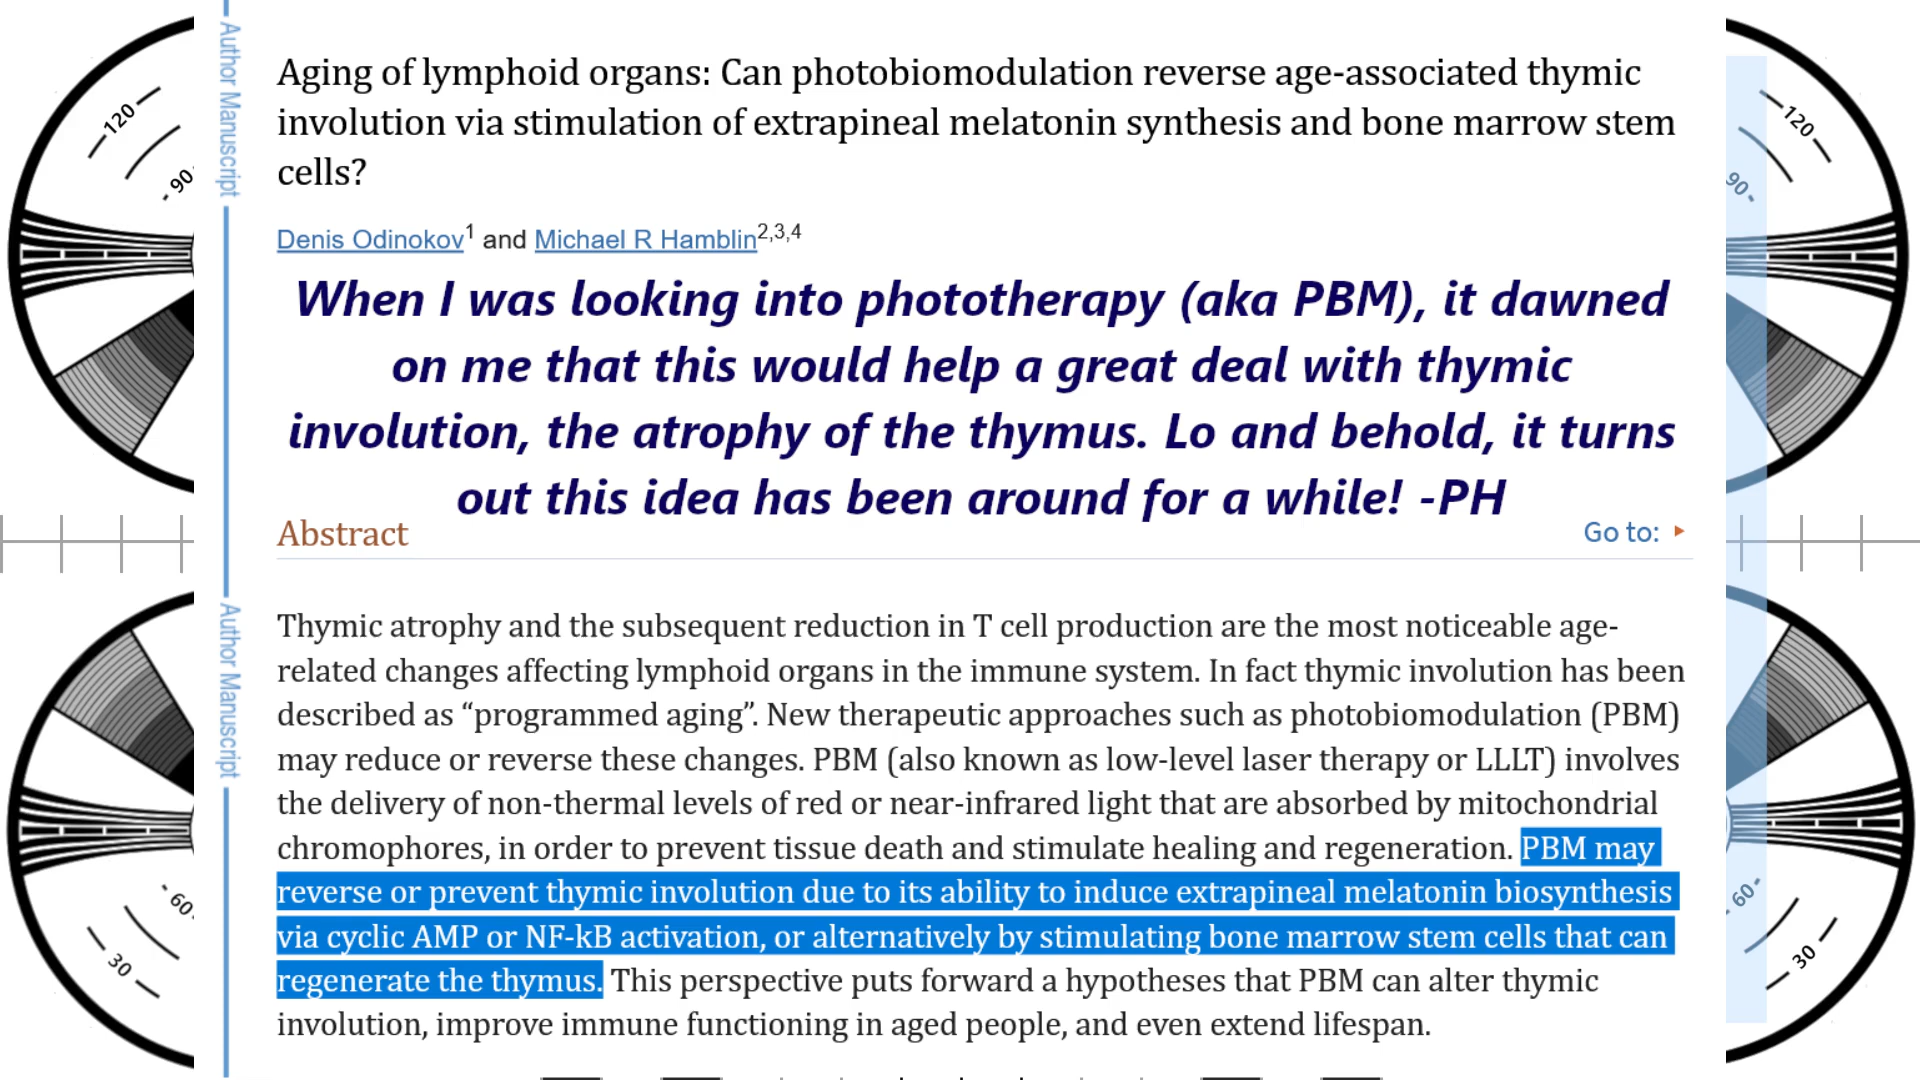 Author Manuscript
Author Manuscript
Aging of lymphoid organs: Can photobiomodulation reverse age-associated thymic
involution via stimulation of extrapineal melatonin synthesis and bone marrow stem
cells?
Denis Odinokov1 and Michael R Hamblin2,3,4
When I was looking into phototherapy (aka PBM), it dawned
on me that this would help a great deal with thymic
involution, the atrophy of the thymus. Lo and behold, it turns
out this idea has been around for a while! -PH
Abstract
Go to:
Thymic atrophy and the subsequent reduction in T cell production are the most noticeable age-
related changes affecting lymphoid organs in the immune system. In fact thymic involution has been
described as “programmed aging”. New therapeutic approaches such as photobiomodulation (PBM)
may reduce or reverse these changes. PBM (also known as low-level laser therapy or LLLT) involves
the delivery of non-thermal levels of red or near-infrared light that are absorbed by mitochondrial
chromophores, in order to prevent tissue death and stimulate healing and regeneration. PBM may
reverse or prevent thymic involution due to its ability to induce extrapineal melatonin biosynthesis
via cyclic AMP or NF-kB activation, or alternatively by stimulating bone marrow stem cells that can
regenerate the thymus. This perspective puts forward a hypotheses that PBM can alter thymic
involution, improve immune functioning in aged people, and even extend lifespan.
120
90
120
90
60
30
60
30